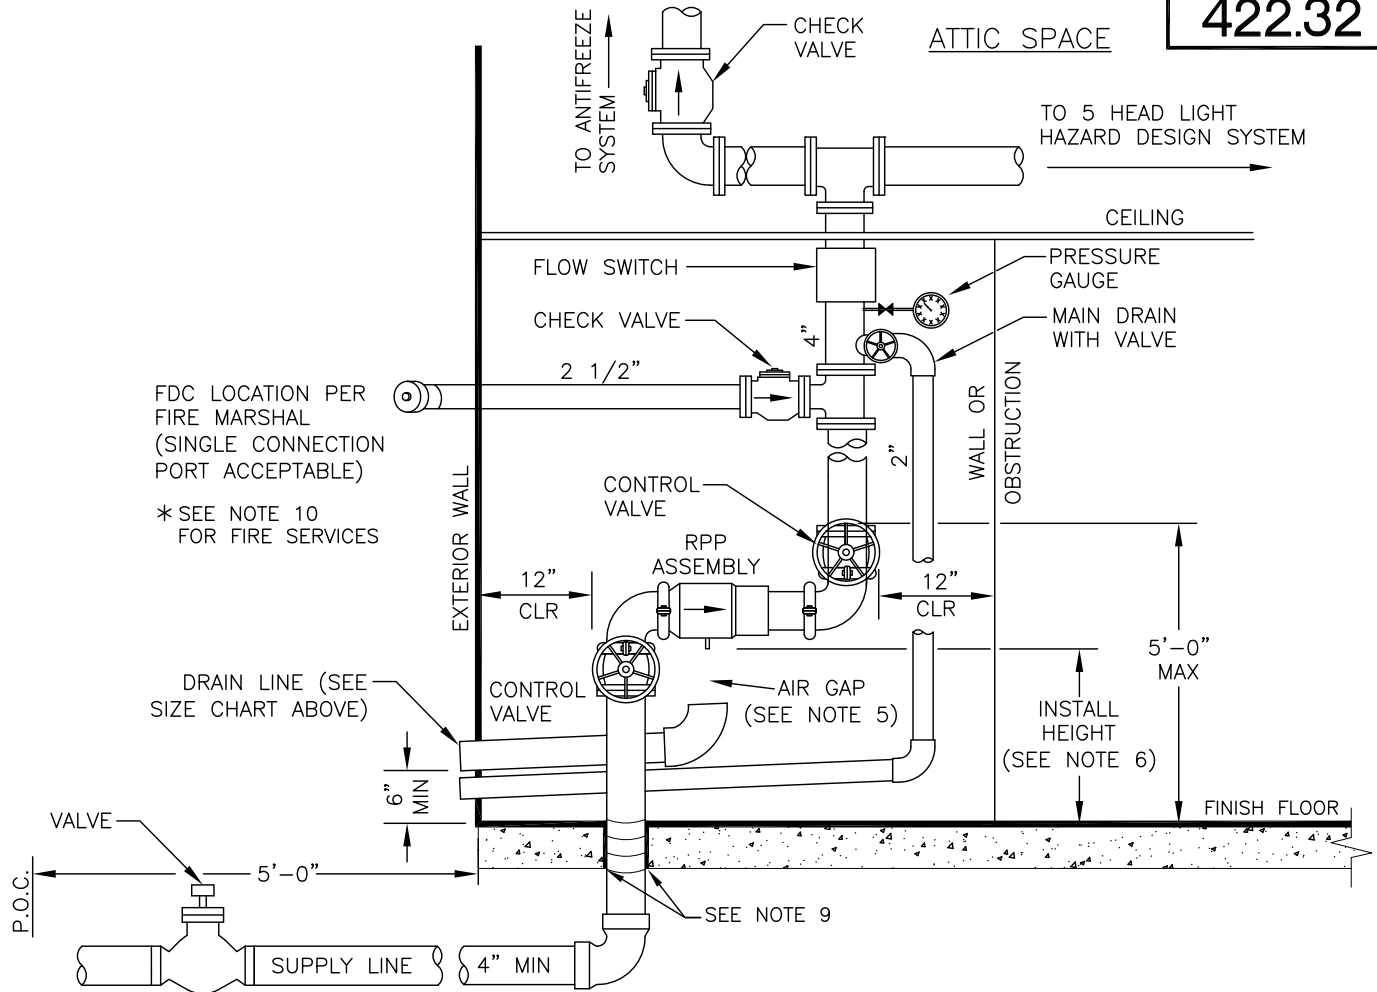 422.32
ATTIC SPACE
CHECK
VALVE
TO ANTIFREEZE
SYSTEM
TO 5 HEAD LIGHT
HAZARD DESIGN SYSTEM
CEILING
FLOW SWITCH
PRESSURE
GAUGE
CHECK VALVE
4”
MAIN DRAIN
WITH VALVE
2 1/2”
FDC LOCATION PER
FIRE MARSHAL
(SINGLE CONNECTION
PORT ACCEPTABLE)
* SEE NOTE 10
FOR FIRE SERVICES
WALL OR
OBSTRUCTION
2”
EXTERIOR WALL
CONTROL
VALVE
RPP
ASSEMBLY
12”
CLR
12”
CLR
5’-0”
MAX
DRAIN LINE (SEE
SIZE CHART ABOVE)
CONTROL
VALVE
AIR GAP
(SEE NOTE 5)
INSTALL
HEIGHT
(SEE NOTE 6)
6”
MIN
FINISH FLOOR
VALVE
P.O.C.
5’-0”
SEE NOTE 9
SUPPLY LINE
4” MIN